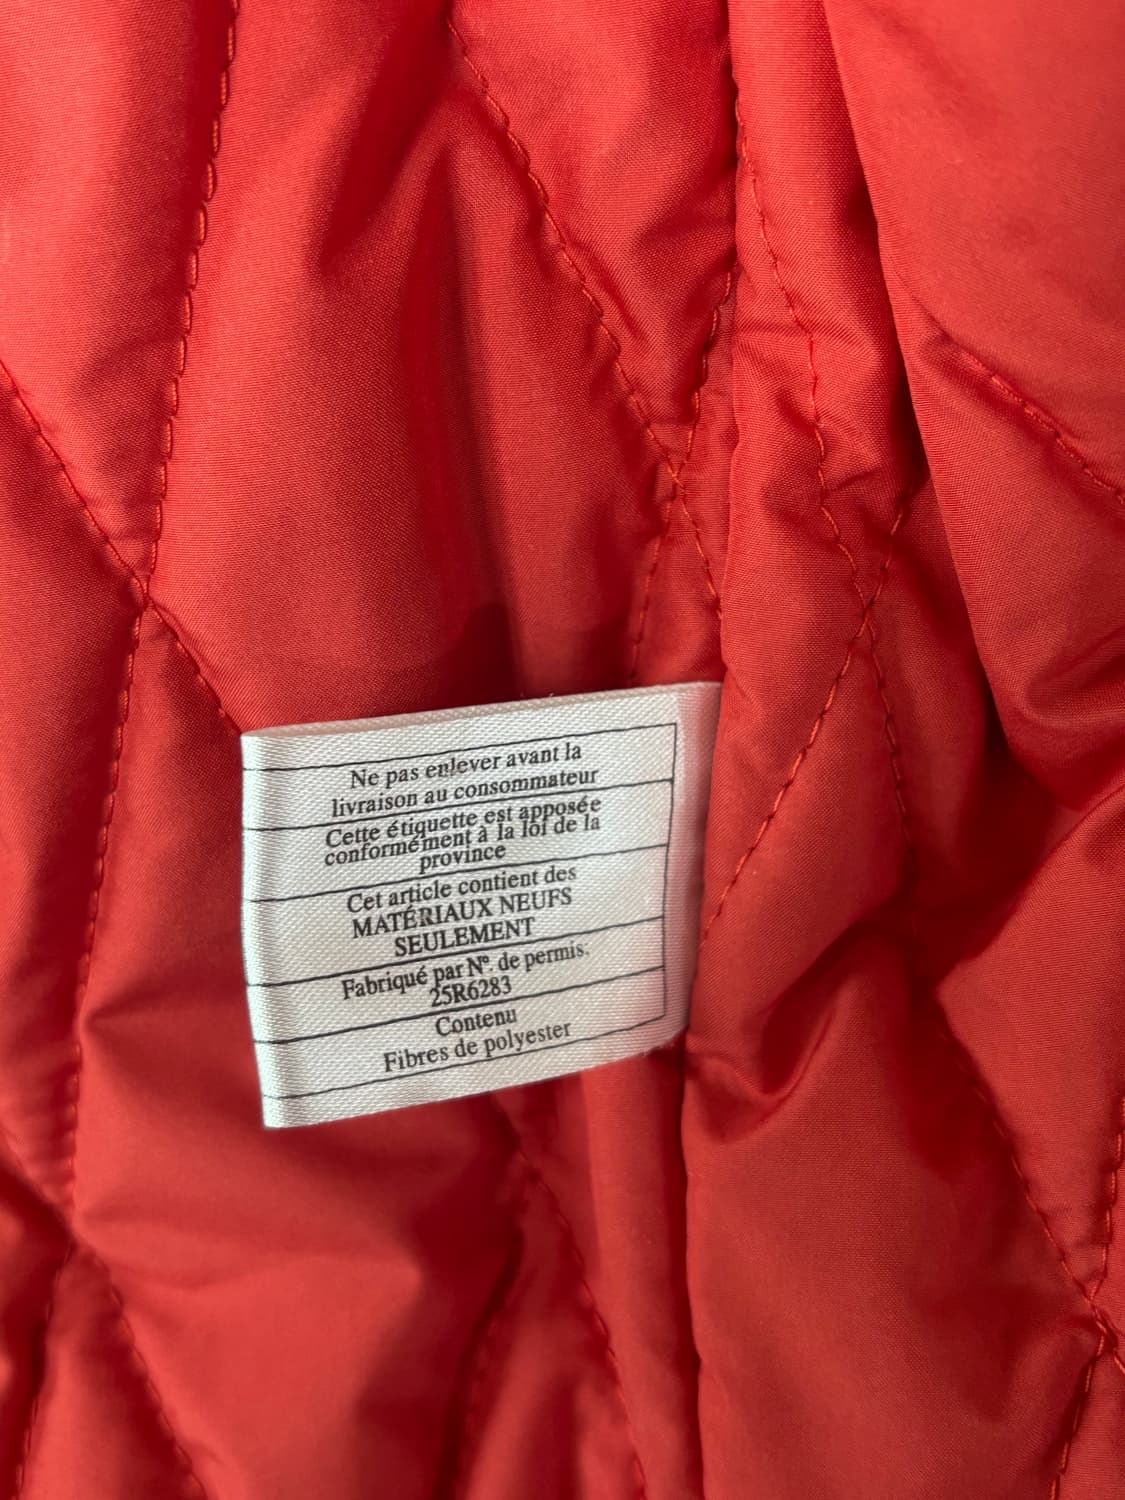 Ne pas enlever avant la
livraison au consommateur
Cette étiquette est apposée
conformément à la loi de la
province
Cet article contient des
MATÉRIAUX NEUFS
SEULEMENT
Fabriqué par Nº. de permis.
25R6283
Contenu
Fibres de polyester